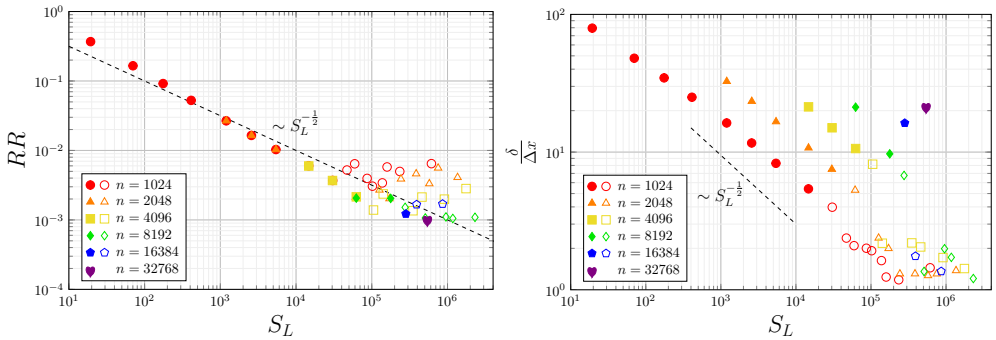 10^0
10^{-1}
10^{-2}
10^{-3}
10^{-4}
RR
∼ S_L^{-1/2}
n = 1024
n = 2048
n = 4096
n = 8192
n = 16384
n = 32768
10^1 10^2 10^3 10^4 10^5 10^6
S_L
10^2
10^1
10^0
δ/Δx
∼ S_L^{-1/2}
n = 1024
n = 2048
n = 4096
n = 8192
n = 16384
n = 32768
10^1 10^2 10^3 10^4 10^5 10^6
S_L